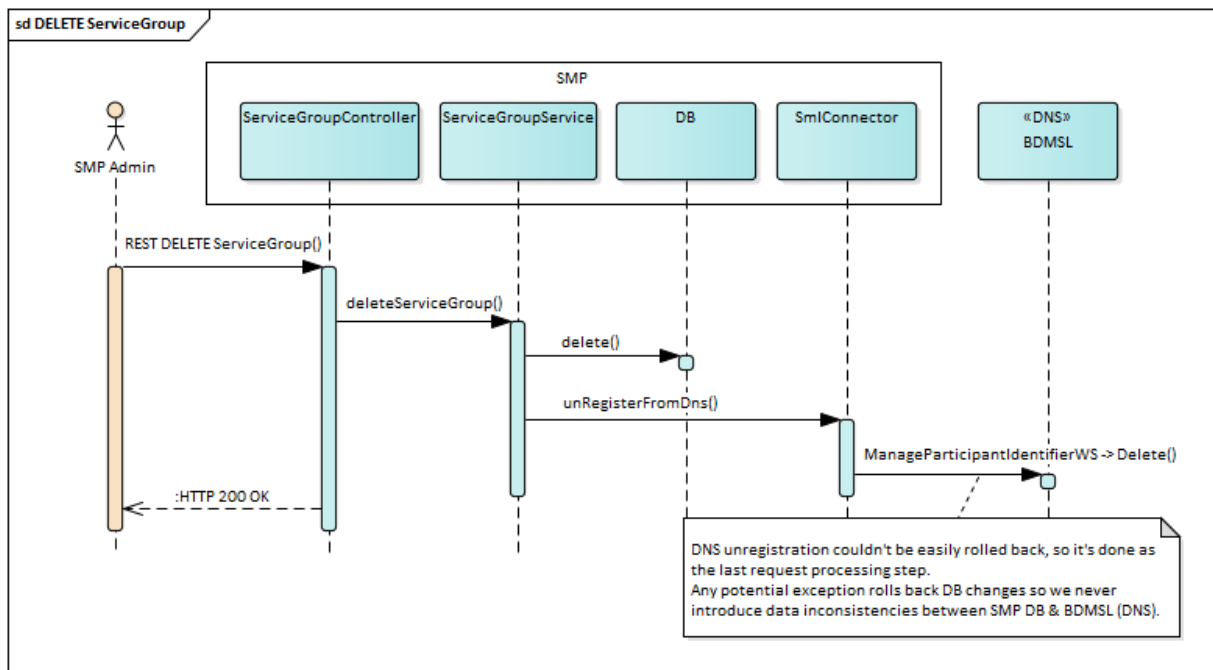 sd DELETE ServiceGroup
SMP
ServiceGroupController
ServiceGroupService
DB
SmlConnector
«DNS»
BDMSL
SMP Admin
REST DELETE ServiceGroup()
deleteServiceGroup()
delete()
unRegisterFromDns()
ManageParticipantIdentifierWS -> Delete()
:HTTP 200 OK
DNS unregistration couldn't be easily rolled back, so it's done as
the last request processing step.
Any potential exception rolls back DB changes so we never
introduce data inconsistencies between SMP DB & BDMSL (DNS).